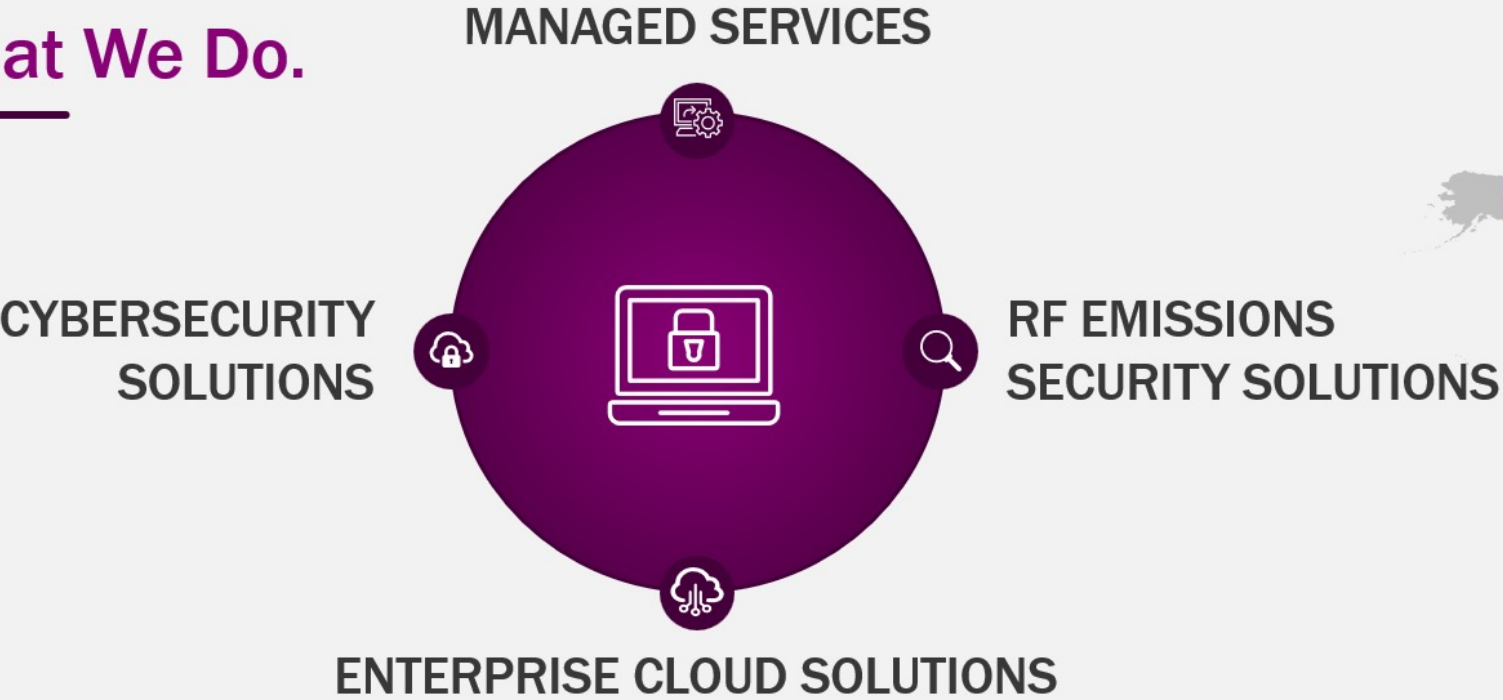 at We Do.
MANAGED SERVICES
CYBERSECURITY
SOLUTIONS
RF EMISSIONS
SECURITY SOLUTIONS
ENTERPRISE CLOUD SOLUTIONS